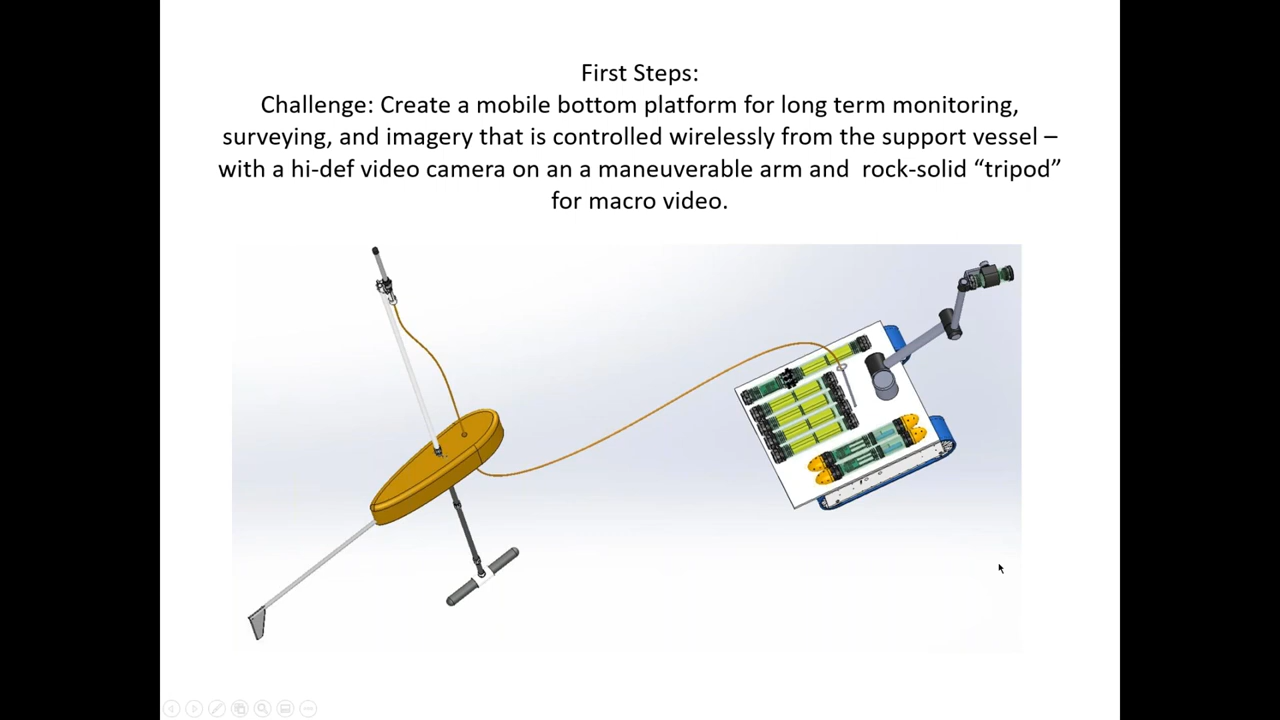 First Steps:
Challenge: Create a mobile bottom platform for long term monitoring,
surveying, and imagery that is controlled wirelessly from the support vessel –
with a hi-def video camera on an a maneuverable arm and  rock-solid “tripod”
for macro video.